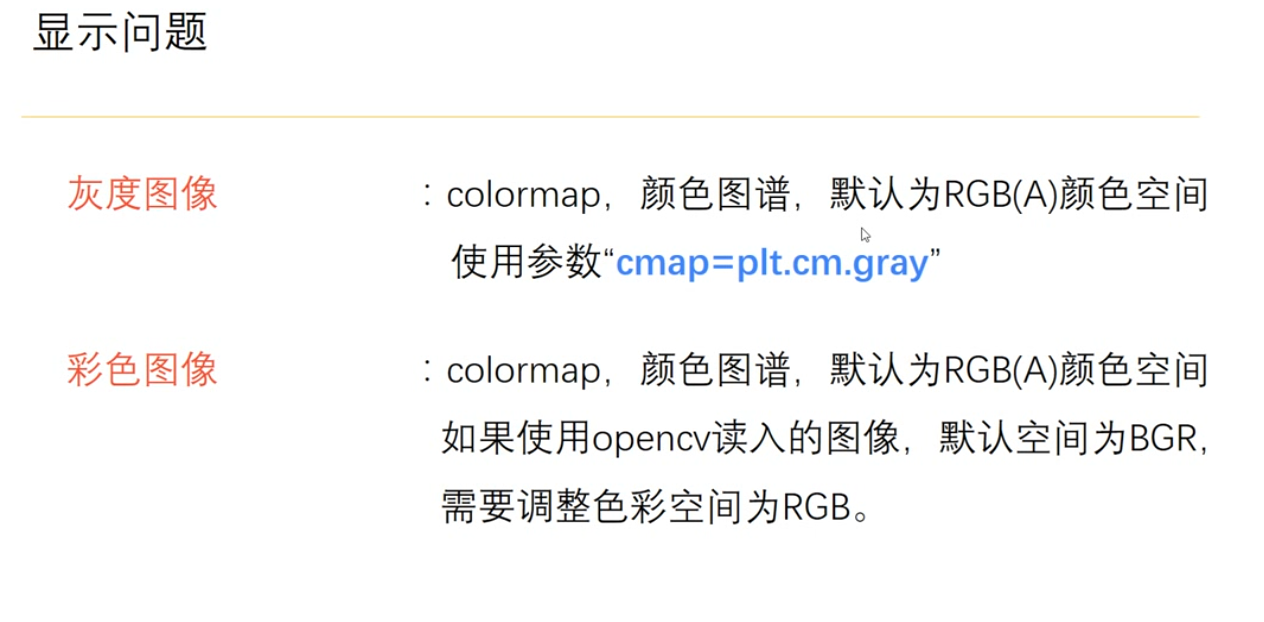 显示问题
灰度图像 ：colormap，颜色图谱，默认为RGB(A)颜色空间
使用参数“cmap=plt.cm.gray”
彩色图像 ：colormap，颜色图谱，默认为RGB(A)颜色空间
如果使用opencv读入的图像，默认空间为BGR,
需要调整色彩空间为RGB。